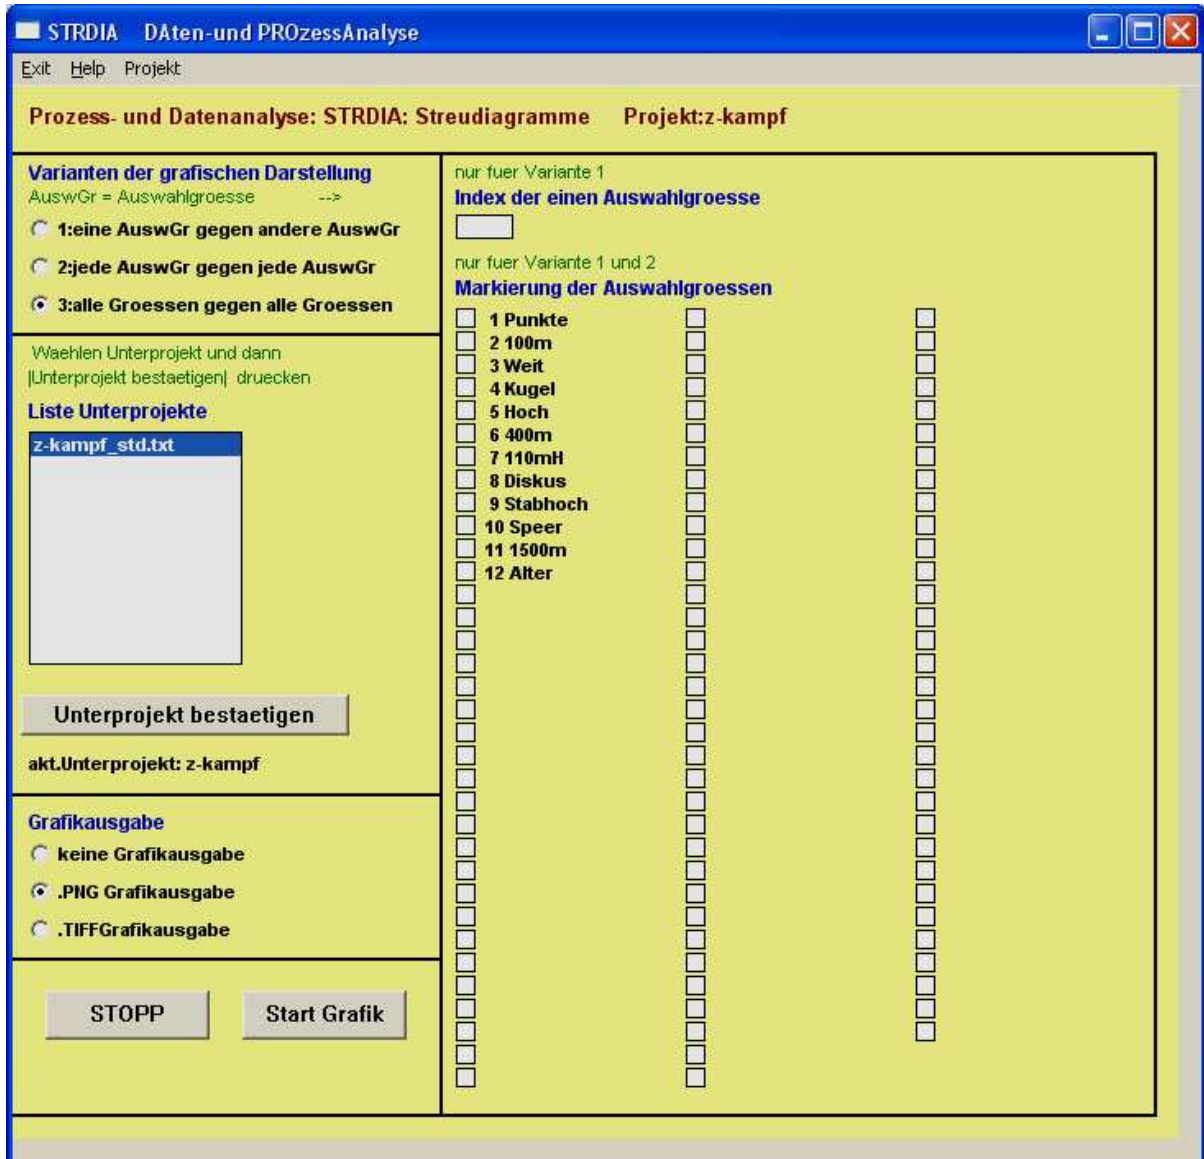 STRDIA DAten-und PROzessAnalyse
Exit Help Projekt
Prozess- und Datenanalyse: STRDIA: Streudiagramme Projekt:z-kampf
Varianten der grafischen Darstellung
AuswGr = Auswahlgroesse -->
1:eine AuswGr gegen andere AuswGr
2:jede AuswGr gegen jede AuswGr
3:alle Groessen gegen alle Groessen
Waehlen Unterprojekt und dann
|Unterprojekt bestaetigen| druecken
Liste Unterprojekte
z-kampf_std.txt
Unterprojekt bestaetigen
akt.Unterprojekt: z-kampf
Grafikausgabe
keine Grafikausgabe
.PNG Grafikausgabe
.TIFFGrafikausgabe
STOPP Start Grafik
nur fuer Variante 1
Index der einen Auswahlgroesse
nur fuer Variante 1 und 2
Markierung der Auswahlgroessen
1 Punkte
2 100m
3 Weit
4 Kugel
5 Hoch
6 400m
7 110mH
8 Diskus
9 Stabhoch
10 Speer
11 1500m
12 Alter